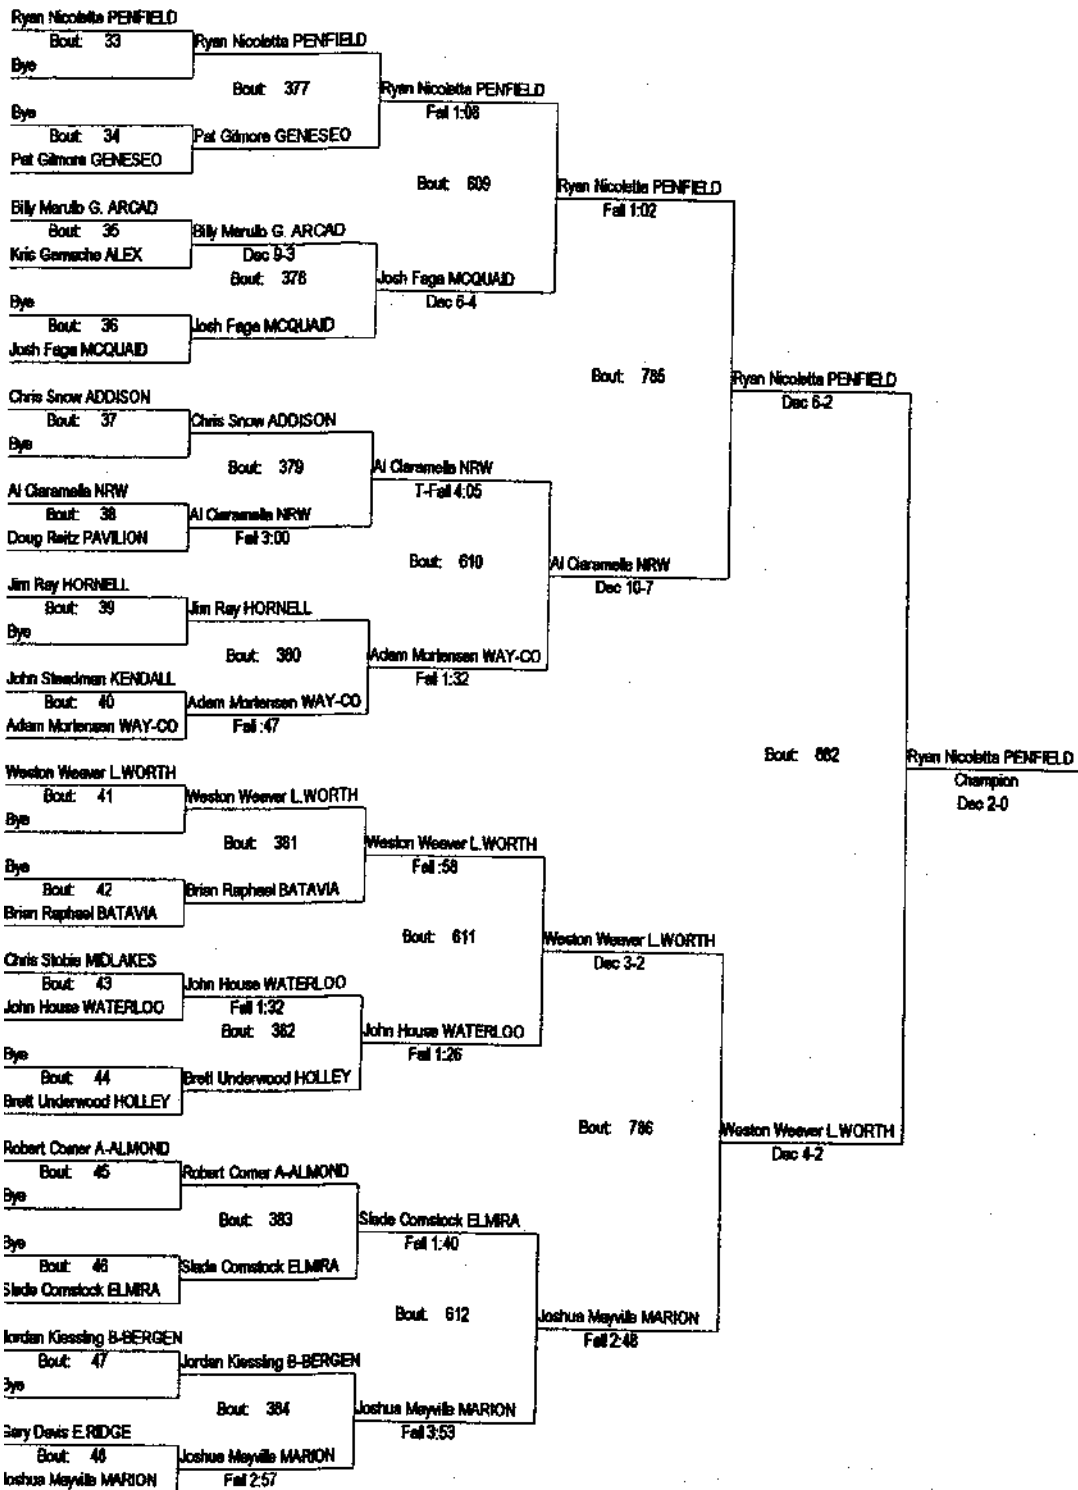 Ryan Nicoletta PENFIELD
Bout: 33
Ryan Nicoletta PENFIELD
Bye
Bout: 377
Ryan Nicoletta PENFIELD
Fall 1:08
Bye
Bout: 34
Pat Gilmore GENESEO
Pat Gilmore GENESEO
Bout: 609
Ryan Nicoletta PENFIELD
Fall 1:02
Billy Marullo G. ARCAD
Bout: 35
Billy Marullo G. ARCAD
Kris Gamache ALEX
Dec 9-3
Bout: 378
Josh Faga MCQUAID
Dec 6-4
Bye
Bout: 36
Josh Faga MCQUAID
Josh Faga MCQUAID
Bout: 785
Ryan Nicoletta PENFIELD
Dec 6-2
Chris Snow ADDISON
Bout: 37
Chris Snow ADDISON
Bye
Bout: 379
Al Ciaramella NRW
T-Fall 4:05
Al Ciaramella NRW
Bout: 38
Al Ciaramella NRW
Doug Reitz PAVILION
Fall 3:00
Bout: 610
Al Ciaramella NRW
Dec 10-7
Jim Ray HORNELL
Bout: 39
Jim Ray HORNELL
Bye
Bout: 380
Adam Mortensen WAY-CO
Fall 1:32
John Steadman KENDALL
Bout: 40
Adam Mortensen WAY-CO
Adam Mortensen WAY-CO
Fall :47
Bout: 862
Ryan Nicoletta PENFIELD
Champion
Dec 2-0
Weston Weaver L.WORTH
Bout: 41
Weston Weaver L.WORTH
Bye
Bout: 381
Weston Weaver L.WORTH
Fall :58
Bye
Bout: 42
Brian Raphael BATAVIA
Brian Raphael BATAVIA
Bout: 611
Weston Weaver L.WORTH
Dec 3-2
Chris Stobie MIDLAKES
Bout: 43
John House WATERLOO
John House WATERLOO
Fall 1:32
Bout: 382
John House WATERLOO
Fall 1:26
Bye
Bout: 44
Brett Underwood HOLLEY
Brett Underwood HOLLEY
Bout: 786
Weston Weaver L.WORTH
Dec 4-2
Robert Comer A-ALMOND
Bout: 45
Robert Comer A-ALMOND
Bye
Bout: 383
Slade Comstock ELMIRA
Fall 1:40
Bye
Bout: 46
Slade Comstock ELMIRA
Slade Comstock ELMIRA
Bout: 612
Joshua Mayville MARION
Fall 2:48
Jordan Kiessling B-BERGEN
Bout: 47
Jordan Kiessling B-BERGEN
Bye
Bout: 384
Joshua Mayville MARION
Fall 3:53
Gary Davis E.RIDGE
Bout: 48
Joshua Mayville MARION
Joshua Mayville MARION
Fall 2:57